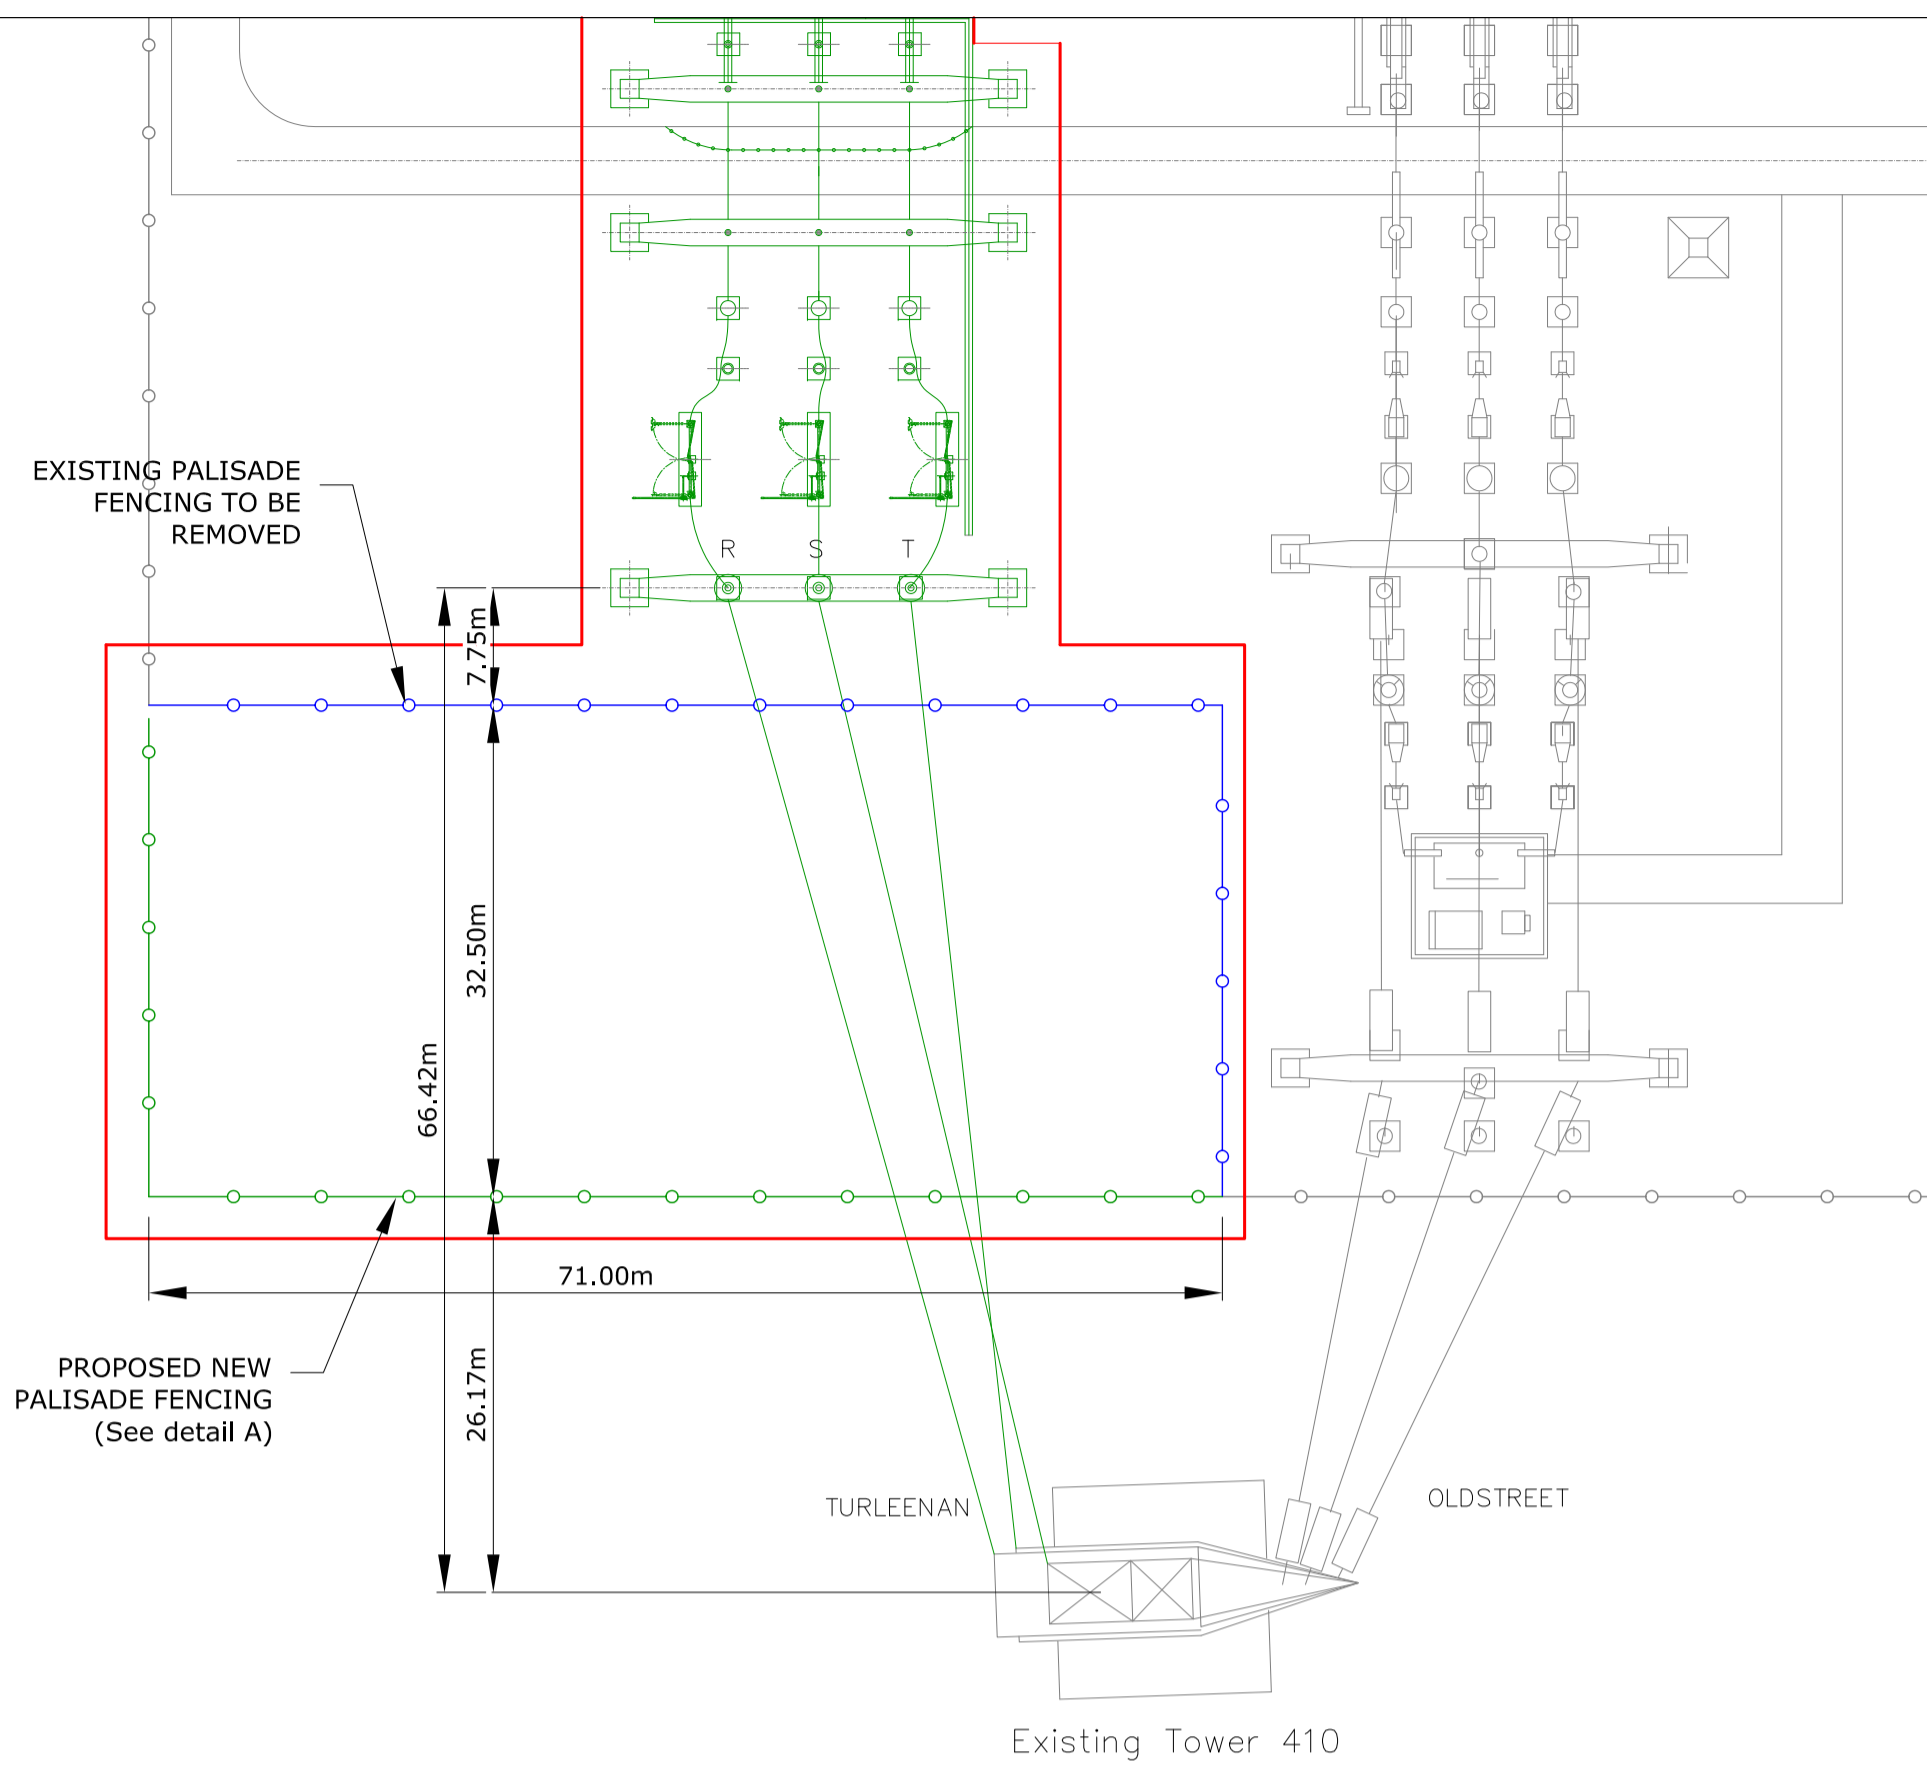 EXISTING PALISADE
FENCING TO BE
REMOVED
R S T
7.75m
32.50m
66.42m
71.00m
26.17m
PROPOSED NEW
PALISADE FENCING
(See detail A)
TURLEENAN
OLDSTREET
Existing Tower 410